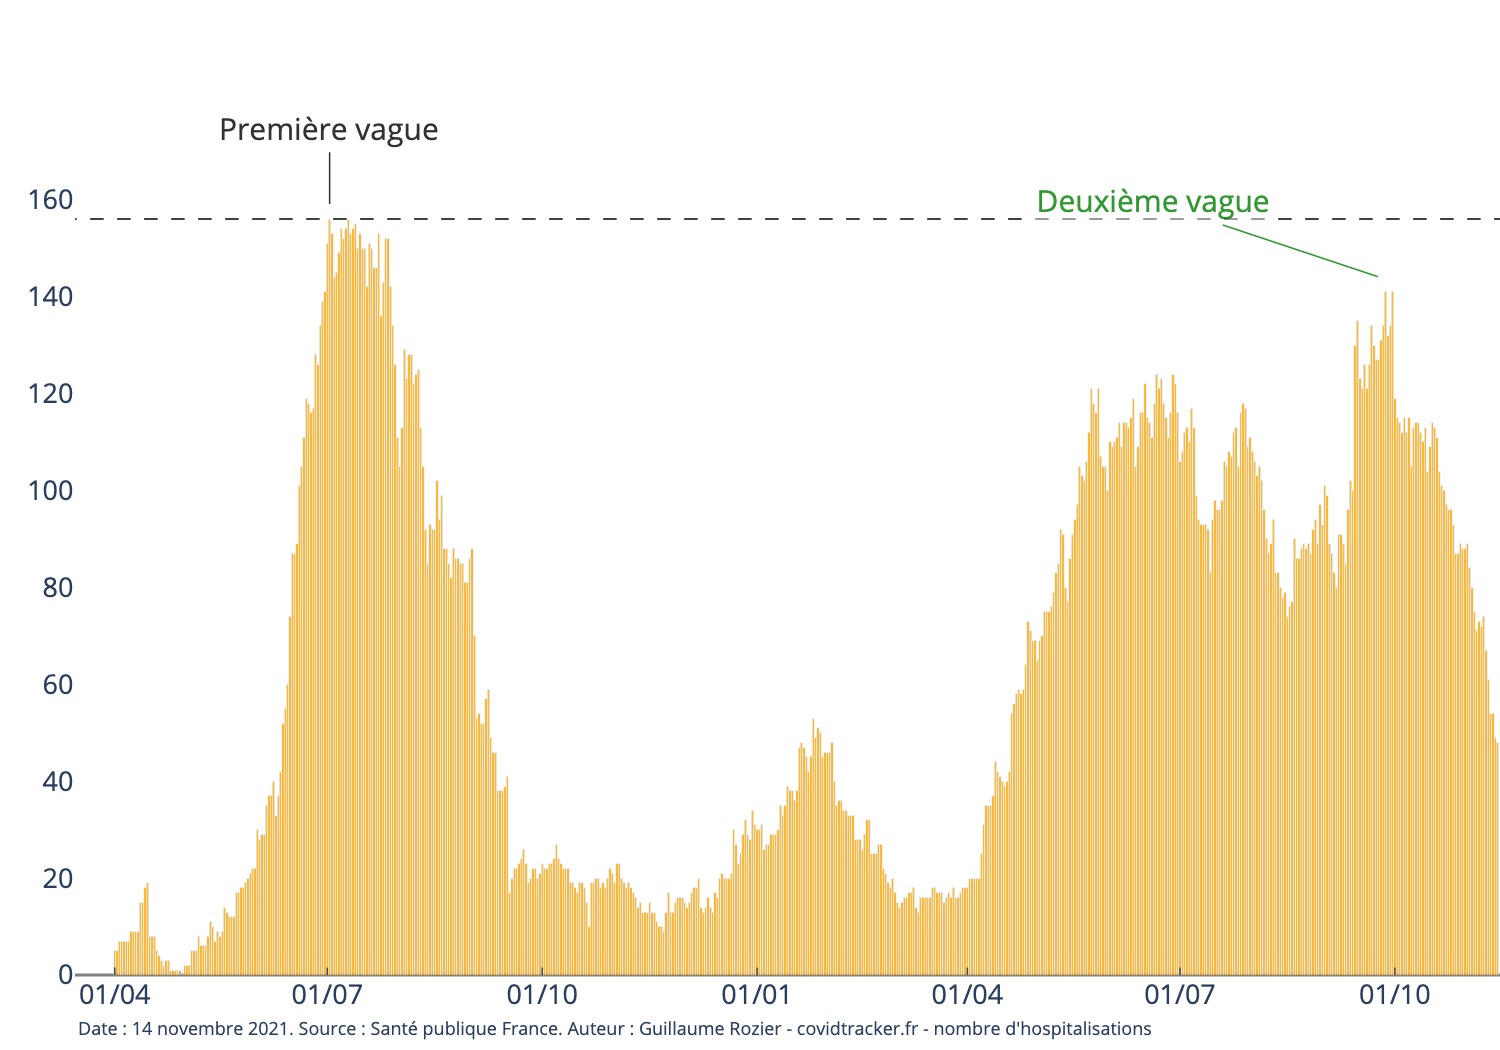 Première vague
160
Deuxième vague
140
120
100
80
60
40
20
0
01/04 01/07 01/10 01/01 01/04 01/07 01/10
Date : 14 novembre 2021. Source : Santé publique France. Auteur : Guillaume Rozier - covidtracker.fr - nombre d'hospitalisations